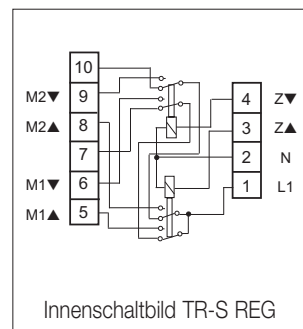 10
M2▼ 9
M2▲ 8
7
M1▼ 6
M1▲ 5
4 Z▼
3 Z▲
2 N
1 L1
Innenschaltbild TR-S REG